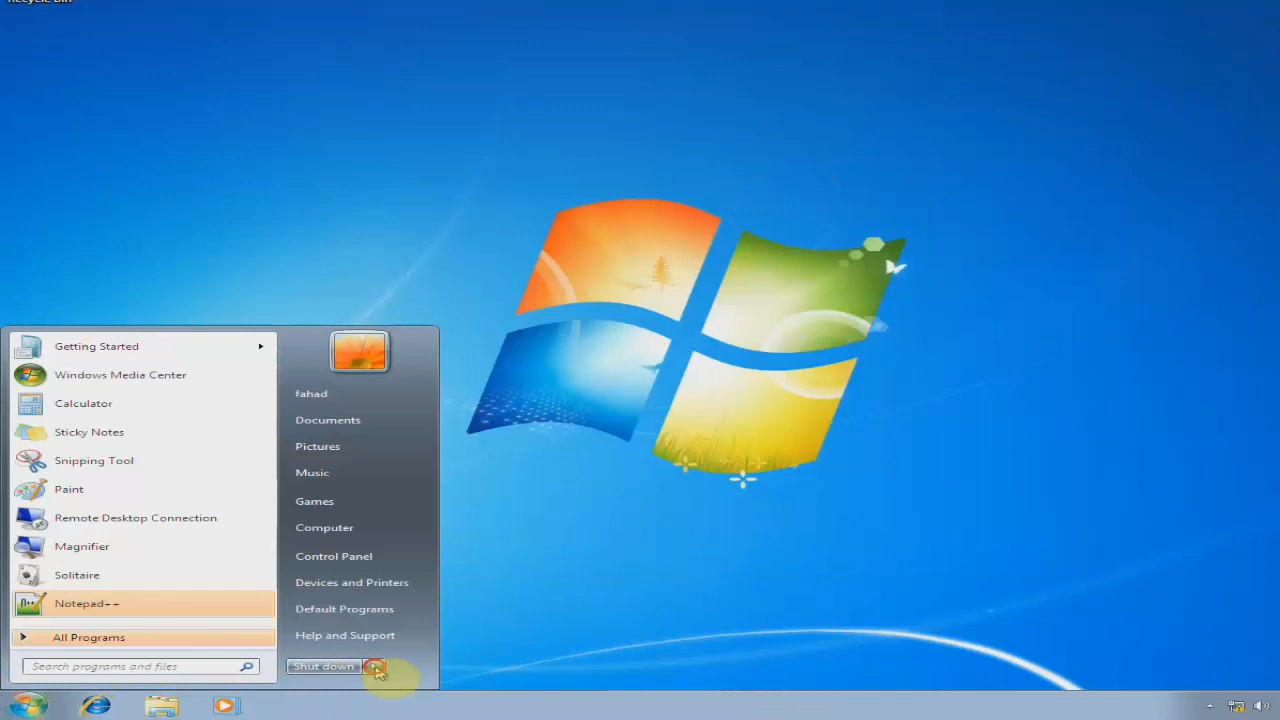 Recycle Bin
Getting Started
Windows Media Center
Calculator
Sticky Notes
Snipping Tool
Paint
Remote Desktop Connection
Magnifier
Solitaire
Notepad++
All Programs
Search programs and files
fahad
Documents
Pictures
Music
Games
Computer
Control Panel
Devices and Printers
Default Programs
Help and Support
Shut down